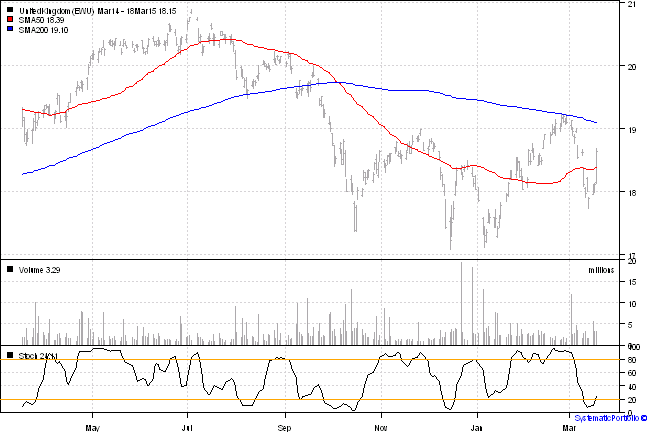 UnitedKingdom (EWU) Mar14 - 18Mar15 18.15
SMA50 18.39
SMA200 19.10
21
20
19
18
17
Volume 3.29
millions
20
15
10
5
100
80
60
40
20
0
May
Jul
Sep
Nov
Jan
Mar
SystematicPortfolio ©